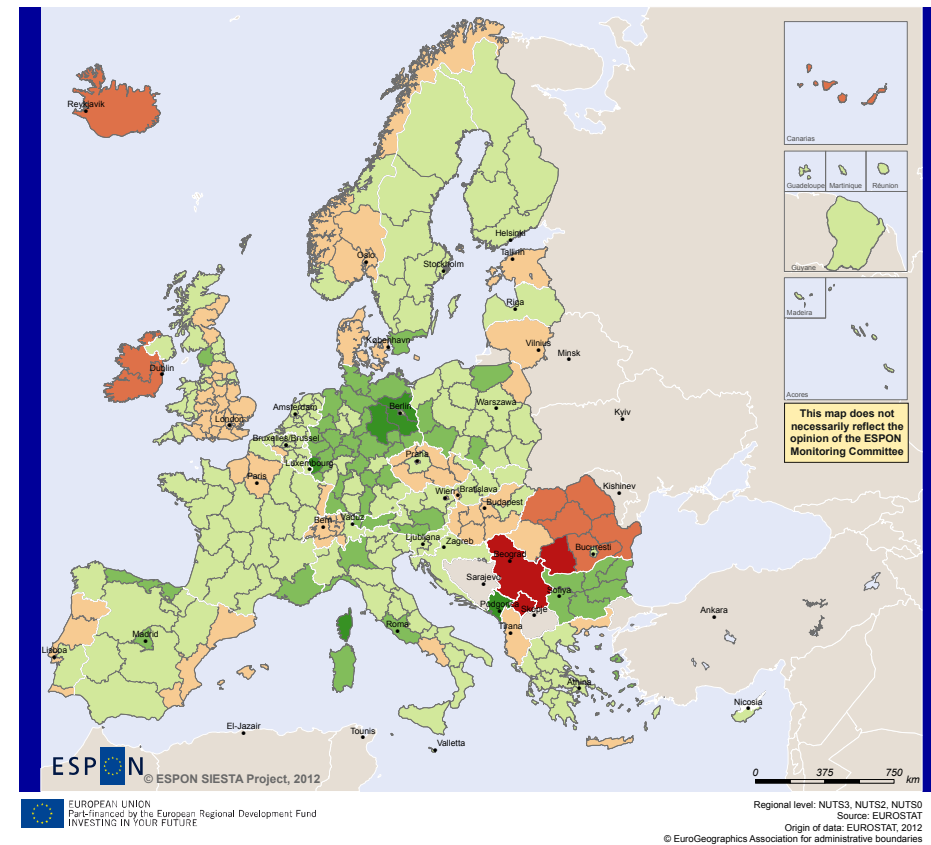 Reykjavik
Canarias
Guadeloupe
Martinique
Réunion
Guyane
Madeira
Acores
This map does not
necessarily reflect the
opinion of the ESPON
Monitoring Committee
Helsinki
Tallinn
Oslo
Stockholm
Riga
København
Vilnius
Minsk
Dublin
Amsterdam
Berlin
Warszawa
London
Kyiv
Bruxelles/Brussel
Luxembourg
Praha
Paris
Kishinev
Wien
Bratislava
Budapest
Bern
Vaduz
Ljubljana
Zagreb
Bucuresti
Beograd
Sarajevo
Sofiya
Podgorica
Skopje
Ankara
Madrid
Roma
Tirana
Lisboa
Athina
Nicosia
El-Jazair
Tounis
Valletta
ESPON
© ESPON SIESTA Project, 2012
0 375 750
km
EUROPEAN UNION
Part-financed by the European Regional Development Fund
INVESTING IN YOUR FUTURE
Regional level: NUTS3, NUTS2, NUTS0
Source: EUROSTAT
Origin of data: EUROSTAT, 2012
© EuroGeographics Association for administrative boundaries